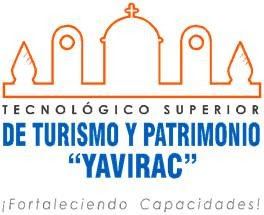 TECNOLÓGICO SUPERIOR
DE TURISMO Y PATRIMONIO
“YAVIRAC”
¡Fortaleciendo Capacidades!